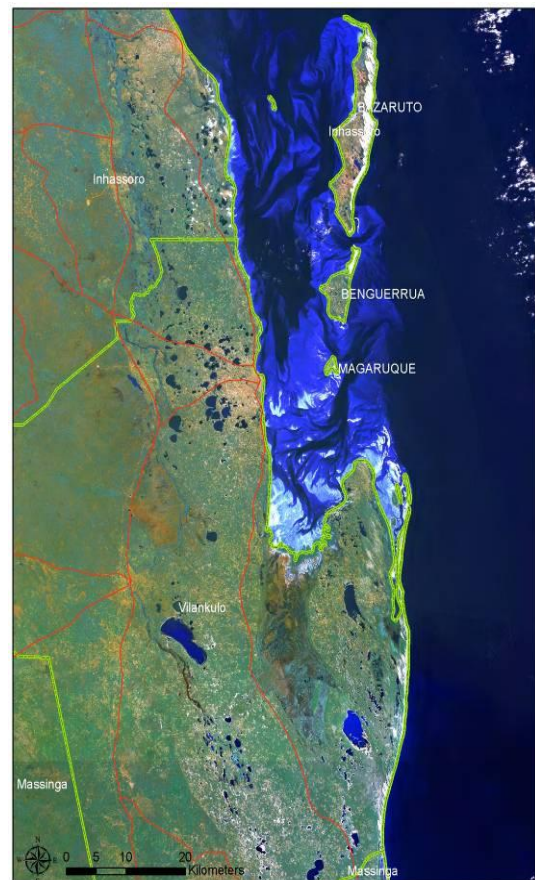 BAZARUTO
Inhassoro
Inhassoro
BENGUERRUA
MAGARUQUE
Vilankulo
Massinga
N
0 5 10 20
Kilometers
Massinga